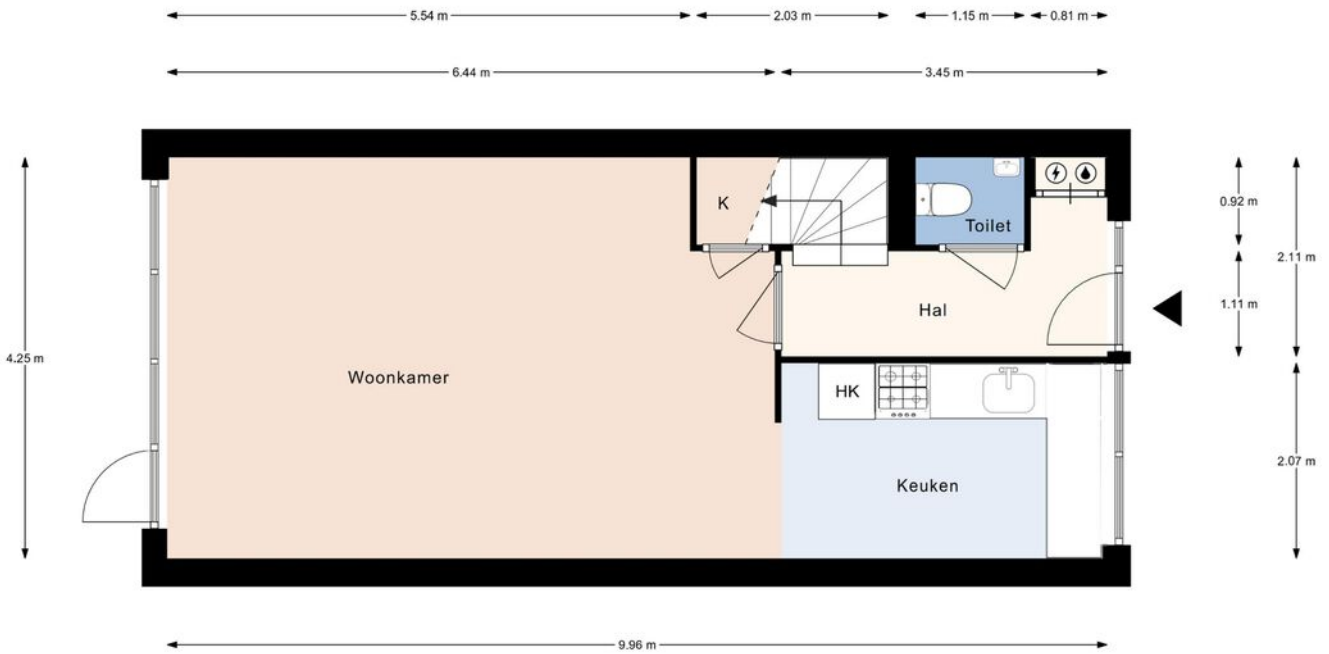 5.54 m
2.03 m
1.15 m
0.81 m
6.44 m
3.45 m
K
Toilet
0.92 m
2.11 m
1.11 m
Hal
4.25 m
Woonkamer
HK
Keuken
2.07 m
9.96 m